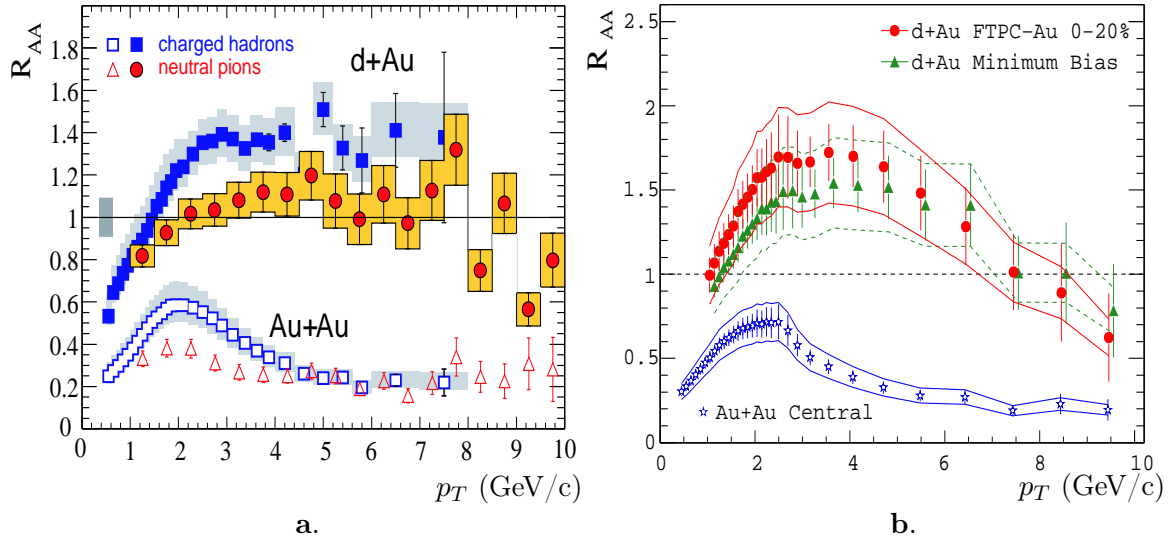 R_AA
1.8
1.6
1.4
1.2
1
0.8
0.6
0.4
0.2
0
charged hadrons
neutral pions
d+Au
Au+Au
0 1 2 3 4 5 6 7 8 9 10
p_T (GeV/c)
a.
R_AA
2.5
2
1.5
1
0.5
0
d+Au FTPC-Au 0-20%
d+Au Minimum Bias
Au+Au Central
0 2 4 6 8 10
p_T (GeV/c)
b.